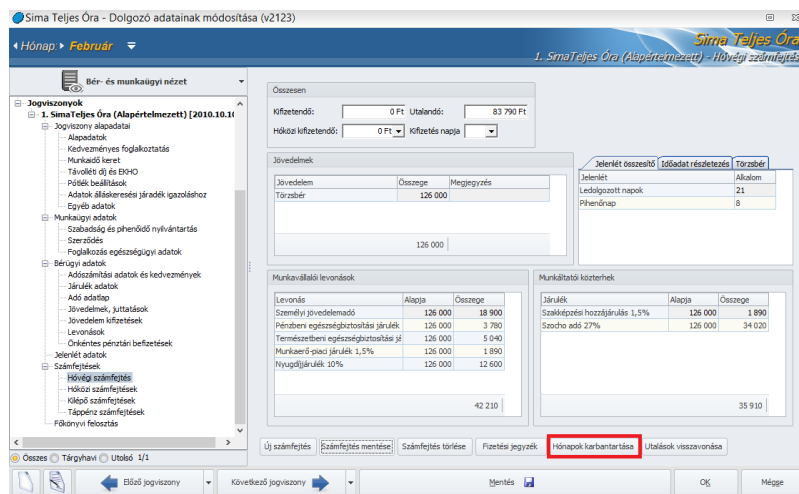 Sima Teljes Óra - Dolgozó adatainak módosítása (v2123)
Hónap: Február
Sima Teljes Óra
1. SimaTeljes Óra (Alapértelmezett) - Hóvégi számfejtés
Bér- és munkaügyi nézet
Jogviszonyok
1. SimaTeljes Óra (Alapértelmezett) [2010.10.10
Jogviszony alapadatai
Alapadatok
Kedvezményes foglalkoztatás
Munkaidő keret
Távolléti díj és EKHO
Pótlék beállítások
Adatok álláskeresési járadék igazoláshoz
Egyéb adatok
Munkaügyi adatok
Szabadság és pihenőidő nyilvántartás
Szerződés
Foglalkozás egészségügyi adatok
Bérügyi adatok
Adószámítási adatok és kedvezmények
Járulék adatok
Adó adatlap
Jövedelmek, juttatások
Jövedelem kifizetések
Levonások
Önkéntes pénztári befizetések
Jelenlét adatok
Számfejtések
Hóvégi számfejtés
Hóközi számfejtések
Kilépő számfejtések
Táppénz számfejtések
Főkönyvi felosztás
Összes Tárgyhavi Utolsó 1/1
Összesen
Kifizetendő: 0 Ft Utalandó: 83 790 Ft
Hóközi kifizetendő: 0 Ft Kifizetés napja
Jövedelmek
Jövedelem Összege Megjegyzés
Törzsbér 126 000
126 000
Jelenlét összesítő Időadat részletezés Törzsbér
Jelenlét Alkalom
Ledolgozott napok 21
Pihenőnap 8
Munkavállalói levonások
Levonás Alapja Összege
Személyi jövedelemadó 126 000 18 900
Pénzbeni egészségbiztosítási járulék 126 000 3 780
Természetbeni egészségbiztosítási já 126 000 5 040
Munkaerő-piaci járulék 1,5% 126 000 1 890
Nyugdíjjárulék 10% 126 000 12 600
42 210
Munkáltatói közterhek
Járulék Alapja Összege
Szakképzési hozzájárulás 1,5% 126 000 1 890
Szocho adó 27% 126 000 34 020
35 910
Új számfejtés Számfejtés mentése Számfejtés törlése Fizetési jegyzék Hónapok karbantartása Utalások visszavonása
Előző jogviszony Következő jogviszony Mentés OK Mégse